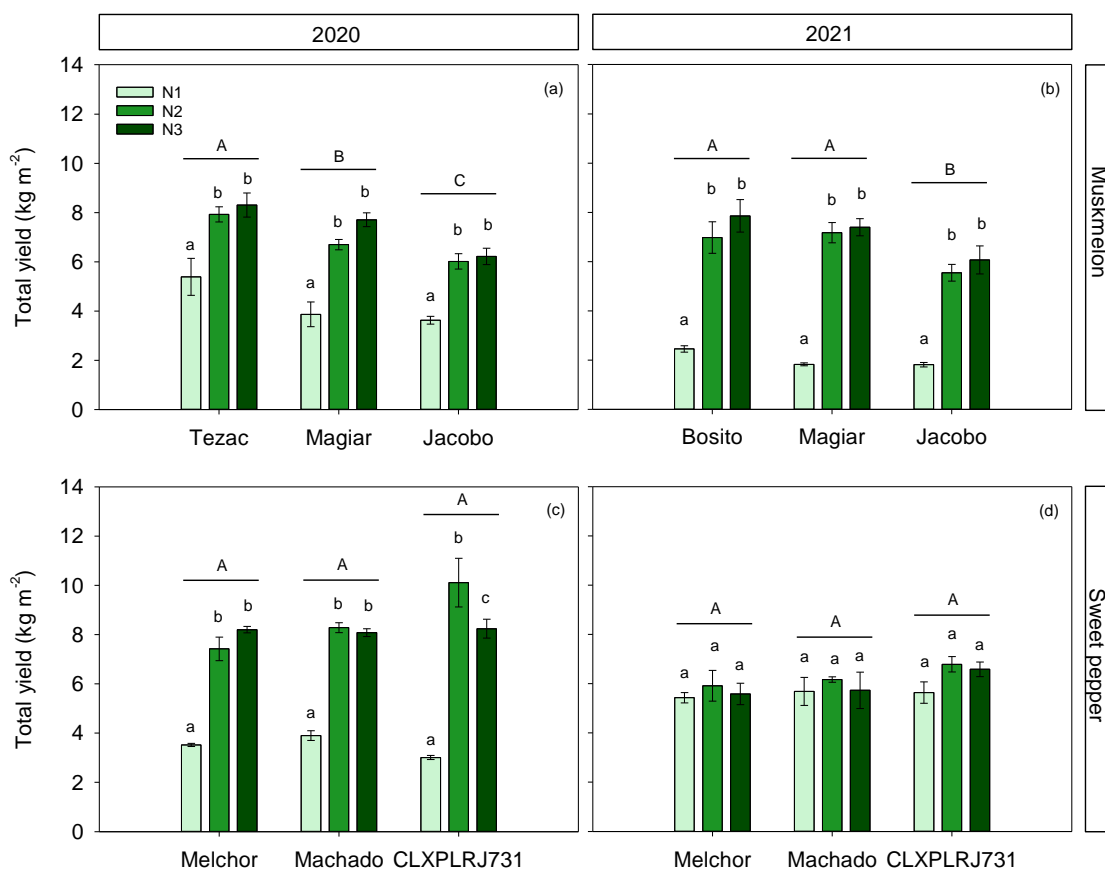 2020
2021
Total yield (kg m-2)
14
12
10
8
6
4
2
0
N1
N2
N3
(a)
A
B
C
a
b
b
a
b
b
a
b
b
Tezac
Magiar
Jacobo
(b)
A
A
B
a
b
b
a
b
b
a
b
b
Bosito
Magiar
Jacobo
Muskmelon
Total yield (kg m-2)
14
12
10
8
6
4
2
0
(c)
A
A
A
a
b
b
a
b
b
a
b
c
Melchor
Machado
CLXPLRJ731
(d)
A
A
A
a
a
a
a
a
a
a
a
a
Melchor
Machado
CLXPLRJ731
Sweet pepper